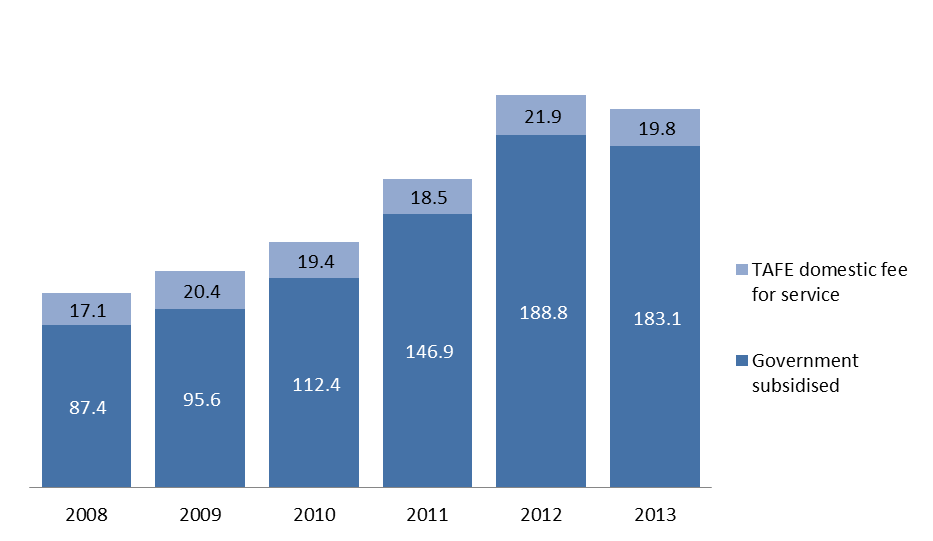 21.9
19.8
18.5
19.4
20.4
17.1
TAFE domestic fee
for service
188.8
183.1
146.9
Government
subsidised
112.4
95.6
87.4
2008 2009 2010 2011 2012 2013